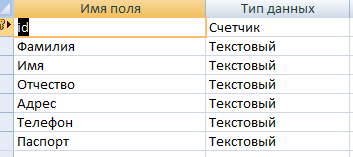 Имя поля Тип данных
id Счетчик
Фамилия Текстовый
Имя Текстовый
Отчество Текстовый
Адрес Текстовый
Телефон Текстовый
Паспорт Текстовый